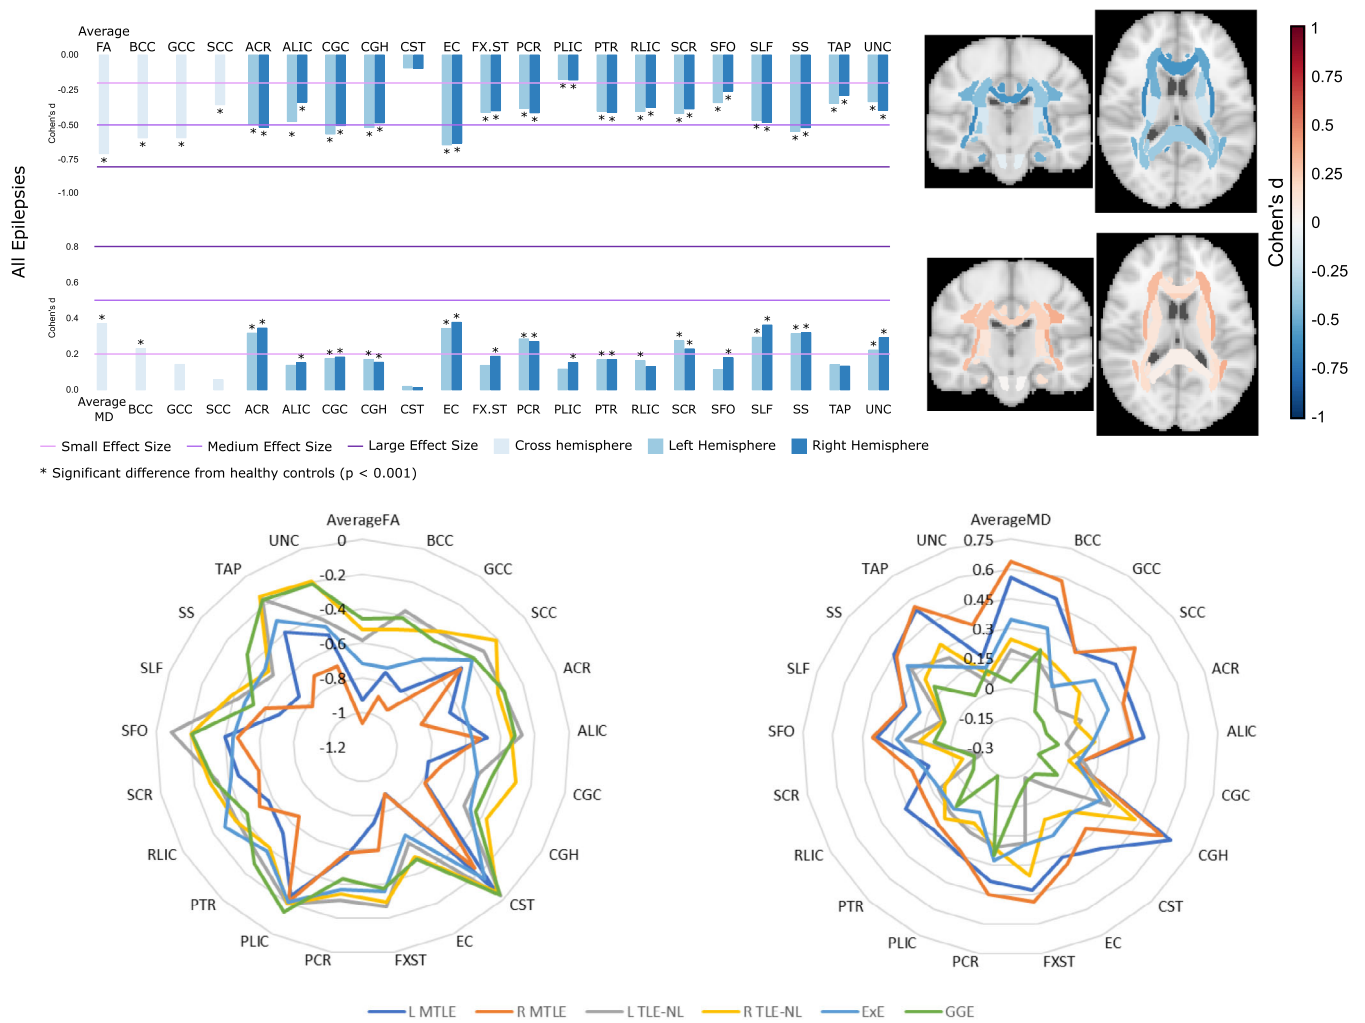 Average
FA BCC GCC SCC ACR ALIC CGC CGH CST EC FX.ST PCR PLIC PTR RLIC SCR SFO SLF SS TAP UNC
0.00
-0.25
-0.50
-0.75
-1.00
Cohen's d
* * * * * * * * * * * * * * * * * * * * * * * * * * * * * * * * * * * *
All Epilepsies
0.8
0.6
0.4
0.2
0.0
Cohen's d
* * * * * * * * * * * * * * * * * * * * * * * * * * *
Average
MD BCC GCC SCC ACR ALIC CGC CGH CST EC FX.ST PCR PLIC PTR RLIC SCR SFO SLF SS TAP UNC
Small Effect Size Medium Effect Size Large Effect Size Cross hemisphere Left Hemisphere Right Hemisphere
* Significant difference from healthy controls (p < 0.001)
Cohen's d
1
0.75
0.5
0.25
0
-0.25
-0.5
-0.75
-1
AverageFA
BCC
GCC
SCC
ACR
ALIC
CGC
CGH
CST
EC
FXST
PCR
PLIC
PTR
RLIC
SCR
SFO
SLF
SS
TAP
UNC
0
-0.2
-0.4
-0.6
-0.8
-1
-1.2
AverageMD
BCC
GCC
SCC
ACR
ALIC
CGC
CGH
CST
EC
FXST
PCR
PLIC
PTR
RLIC
SCR
SFO
SLF
SS
TAP
UNC
0.75
0.6
0.45
0.3
0.15
0
-0.15
-0.3
L MTLE R MTLE L TLE-NL R TLE-NL ExE GGE